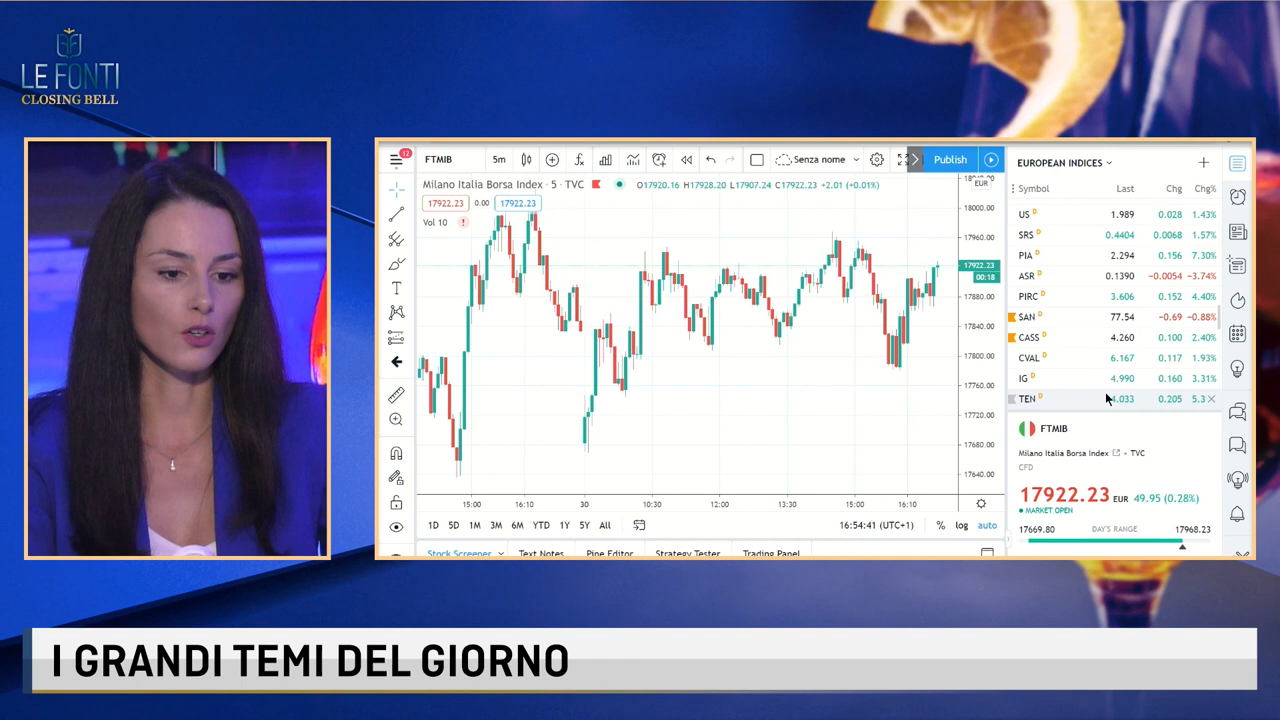 LE FONTI
CLOSING BELL
12
FTMIB
5m
Senza nome
Publish
Milano Italia Borsa Index · 5 · TVC
O17920.16 H17928.20 L17907.24 C17922.23 +2.01 (+0.01%)
17922.23 0.00 17922.23
Vol 10 !
EUR
18000.00
17960.00
17922.23
00:18
17880.00
17840.00
17800.00
17760.00
17720.00
17680.00
17640.00
15:00 16:10 30 10:30 12:00 13:30 15:00 16:10
1D 5D 1M 3M 6M YTD 1Y 5Y All
16:54:41 (UTC+1) % log auto
Stock Screener Text Notes Pine Editor Strategy Tester Trading Panel
EUROPEAN INDICES
Symbol Last Chg Chg%
US D 1.989 0.028 1.43%
SRS D 0.4404 0.0068 1.57%
PIA D 2.294 0.156 7.30%
ASR D 0.1390 −0.0054 −3.74%
PIRC D 3.606 0.152 4.40%
SAN D 77.54 −0.69 −0.88%
CASS D 4.260 0.100 2.40%
CVAL D 6.167 0.117 1.93%
IG D 4.990 0.160 3.31%
TEN D .033 0.205 5.3
FTMIB
Milano Italia Borsa Index • TVC
CFD
17922.23 EUR 49.95 (0.28%)
MARKET OPEN
17669.80 DAY'S RANGE 17968.23
I GRANDI TEMI DEL GIORNO